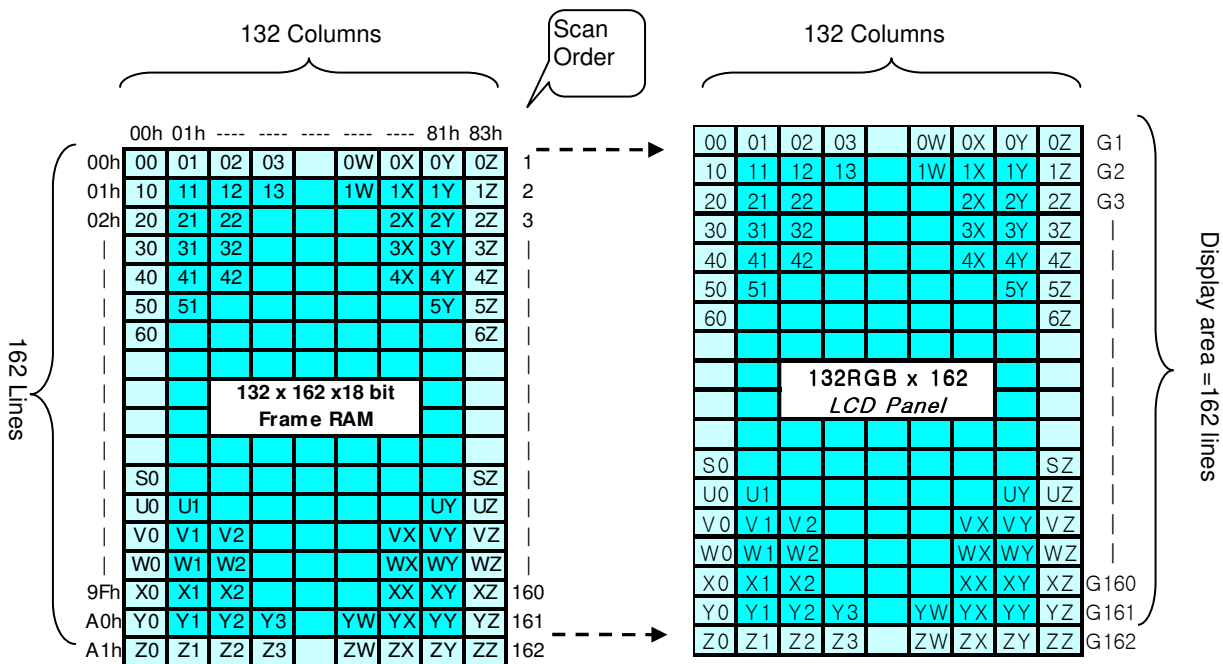 132 Columns
Scan
Order
132 Columns
00h 01h ---- ---- ---- ---- ---- 81h 83h
00h 00 01 02 03 0W 0X 0Y 0Z 1
01h 10 11 12 13 1W 1X 1Y 1Z 2
02h 20 21 22 2X 2Y 2Z 3
30 31 32 3X 3Y 3Z
40 41 42 4X 4Y 4Z
50 51 5Y 5Z
60 6Z
132 x 162 x18 bit
Frame RAM
S0 SZ
U0 U1 UY UZ
V0 V1 V2 VX VY VZ
W0 W1 W2 WX WY WZ
9Fh X0 X1 X2 XX XY XZ 160
A0h Y0 Y1 Y2 Y3 YW YX YY YZ 161
A1h Z0 Z1 Z2 Z3 ZW ZX ZY ZZ 162
162 Lines
00 01 02 03 0W 0X 0Y 0Z G1
10 11 12 13 1W 1X 1Y 1Z G2
20 21 22 2X 2Y 2Z G3
30 31 32 3X 3Y 3Z
40 41 42 4X 4Y 4Z
50 51 5Y 5Z
60 6Z
132RGB x 162
LCD Panel
S0 SZ
U0 U1 UY UZ
V0 V1 V2 VX VY VZ
W0 W1 W2 WX WY WZ
X0 X1 X2 XX XY XZ G160
Y0 Y1 Y2 Y3 YW YX YY YZ G161
Z0 Z1 Z2 Z3 ZW ZX ZY ZZ G162
Display area =162 lines